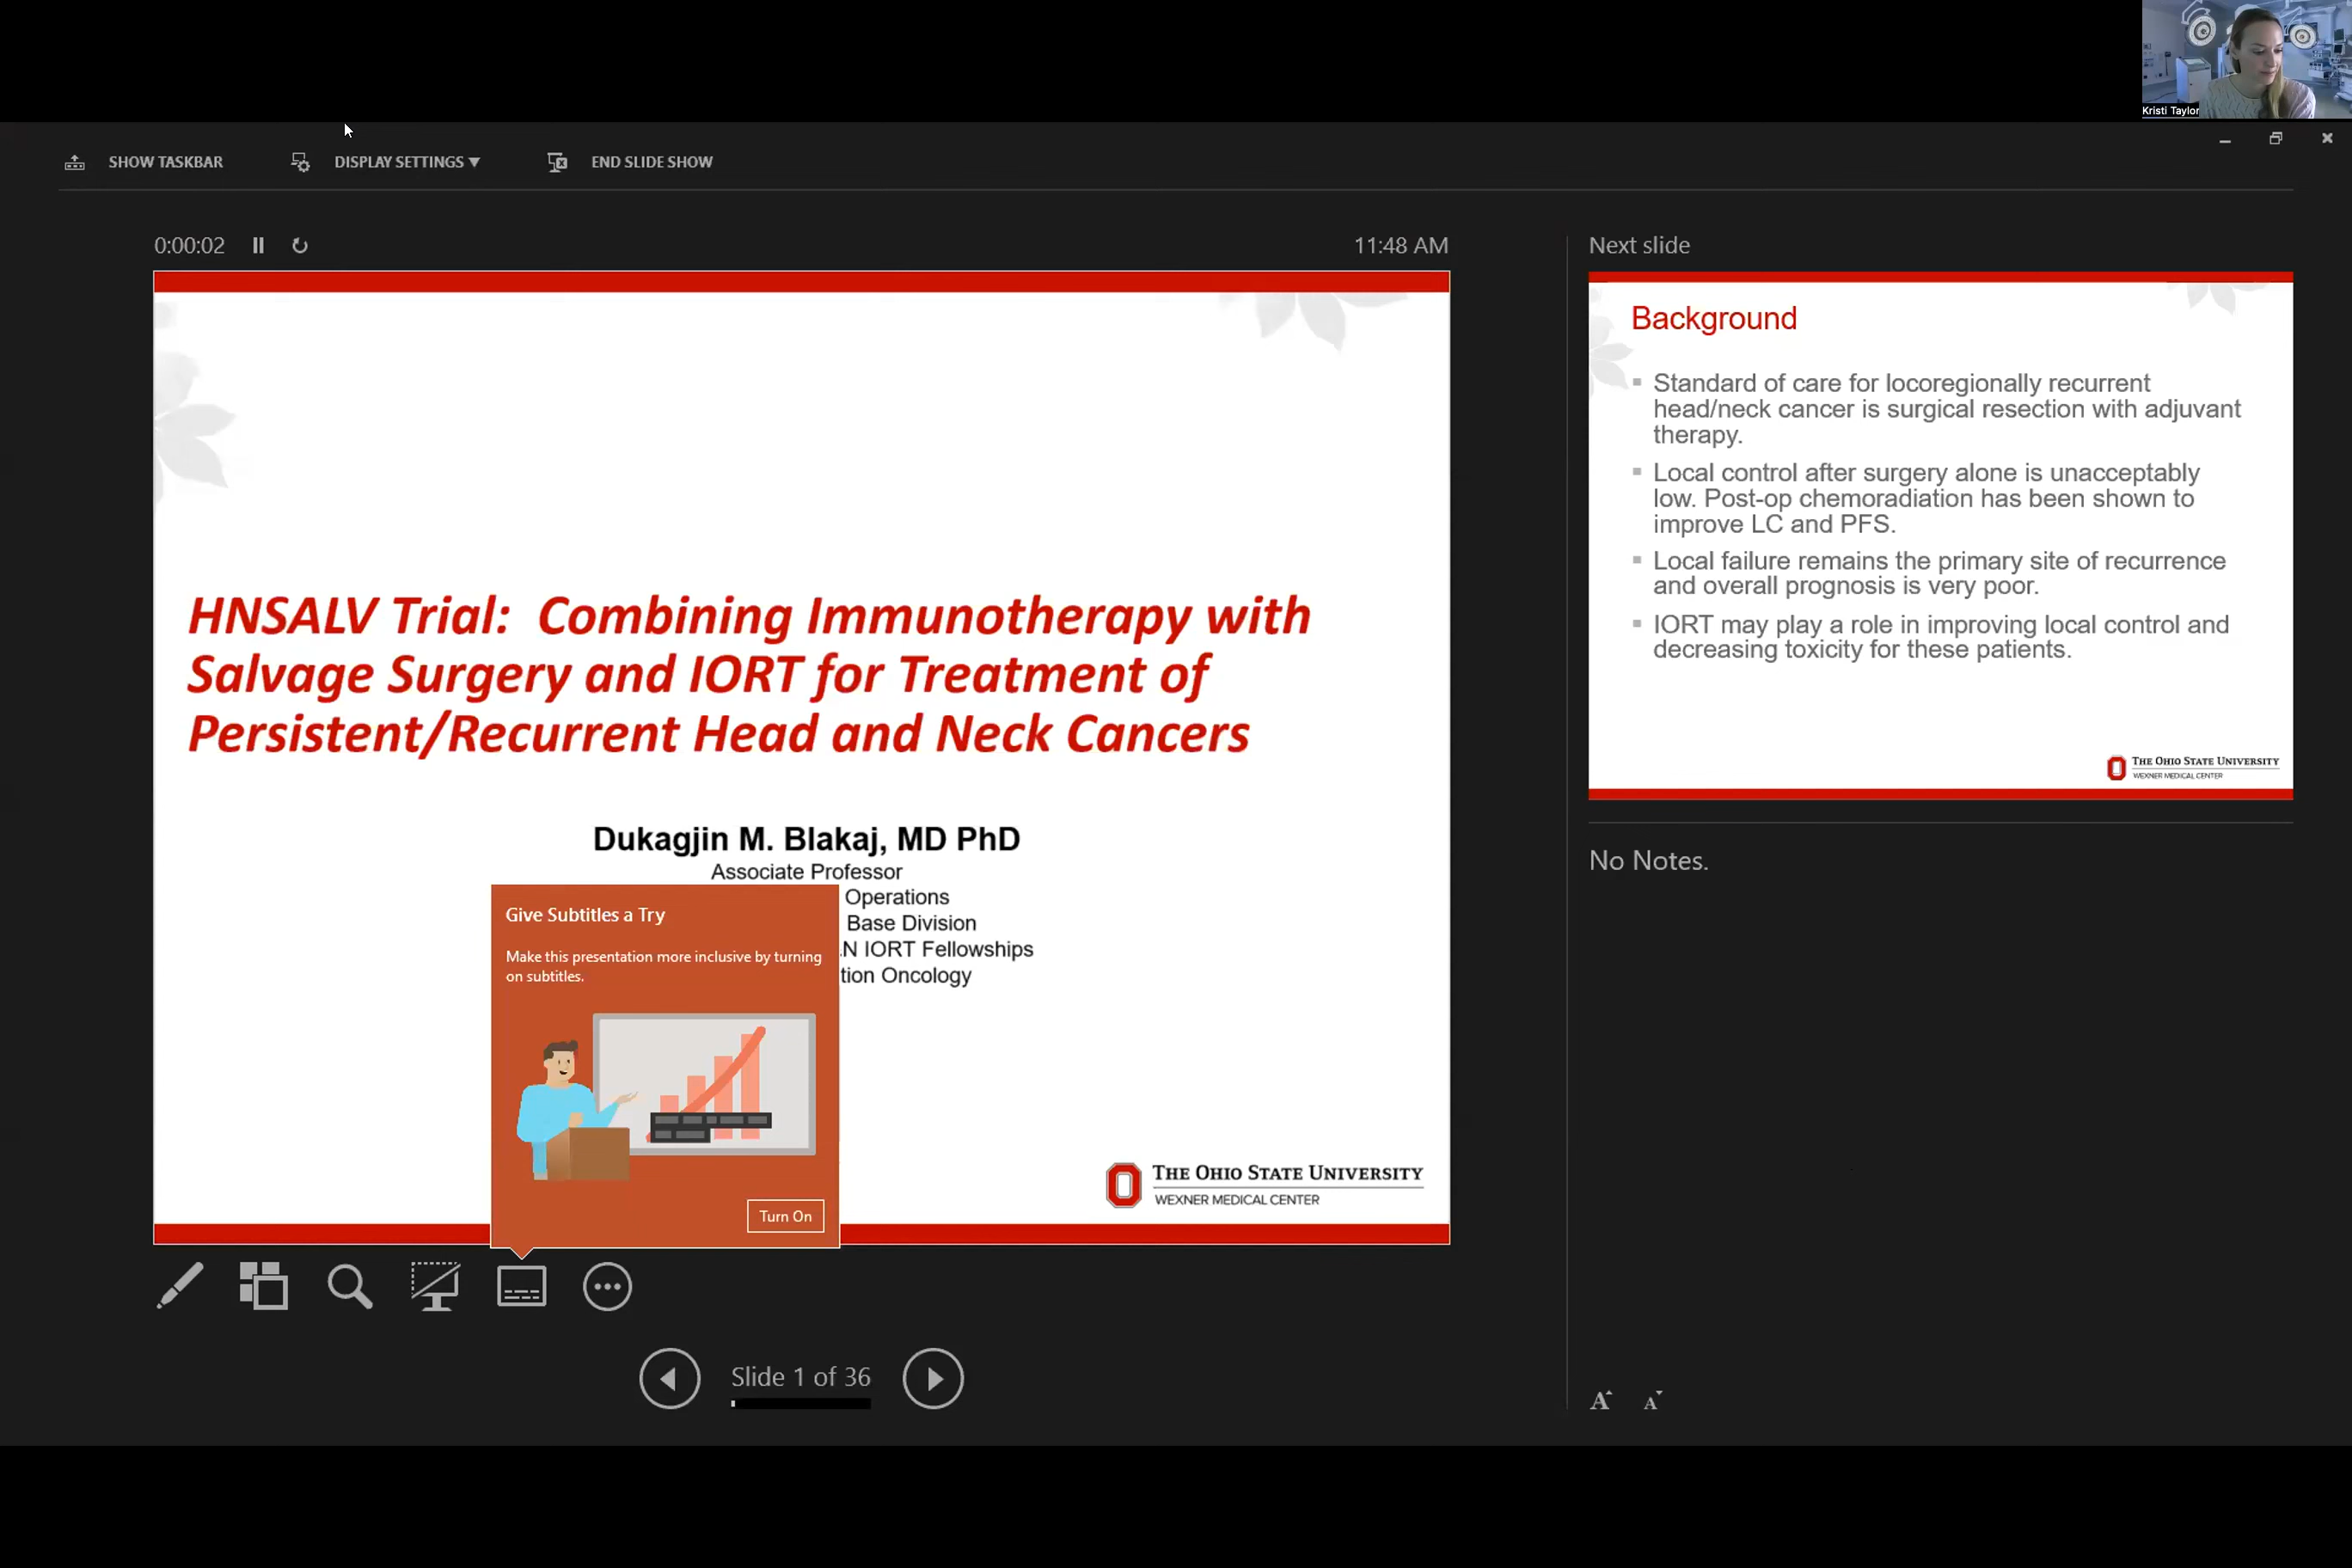 Kristi Taylor
SHOW TASKBAR
DISPLAY SETTINGS
END SLIDE SHOW
0:00:02
11:48 AM
HNSALV Trial: Combining Immunotherapy with
Salvage Surgery and IORT for Treatment of
Persistent/Recurrent Head and Neck Cancers
Dukagjin M. Blakaj, MD PhD
Associate Professor
Operations
Base Division
N IORT Fellowships
tion Oncology
Give Subtitles a Try
Make this presentation more inclusive by turning
on subtitles.
Turn On
THE OHIO STATE UNIVERSITY
WEXNER MEDICAL CENTER
Slide 1 of 36
Next slide
Background
Standard of care for locoregionally recurrent
head/neck cancer is surgical resection with adjuvant
therapy.
Local control after surgery alone is unacceptably
low. Post-op chemoradiation has been shown to
improve LC and PFS.
Local failure remains the primary site of recurrence
and overall prognosis is very poor.
IORT may play a role in improving local control and
decreasing toxicity for these patients.
THE OHIO STATE UNIVERSITY
WEXNER MEDICAL CENTER
No Notes.
A A